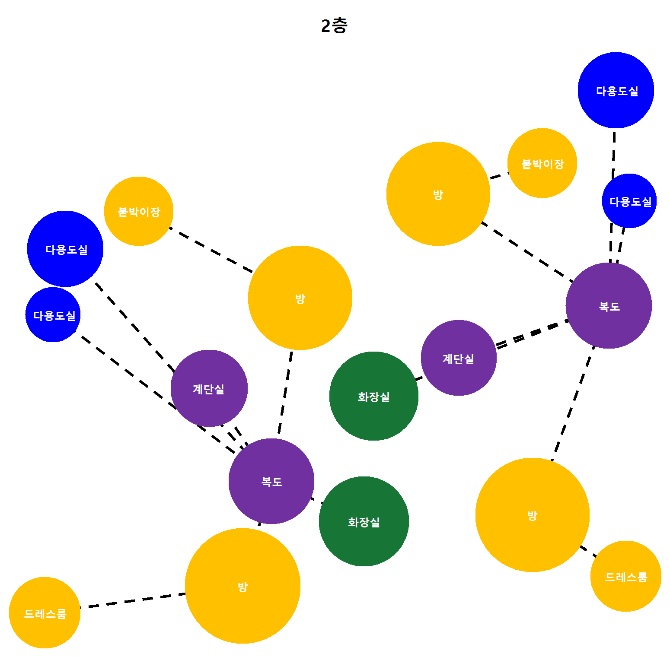 2층
다용도실
붙박이장
방
다용도실
붙박이장
다용도실
방
복도
다용도실
계단실
계단실
화장실
복도
방
화장실
드레스룸
방
드레스룸